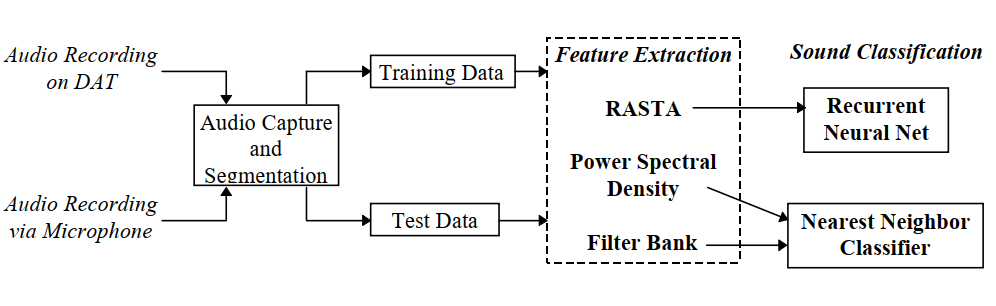 Audio Recording
on DAT
Audio Capture
and
Segmentation
Audio Recording
via Microphone
Training Data
Test Data
Feature Extraction
RASTA
Power Spectral
Density
Filter Bank
Sound Classification
Recurrent
Neural Net
Nearest Neighbor
Classifier